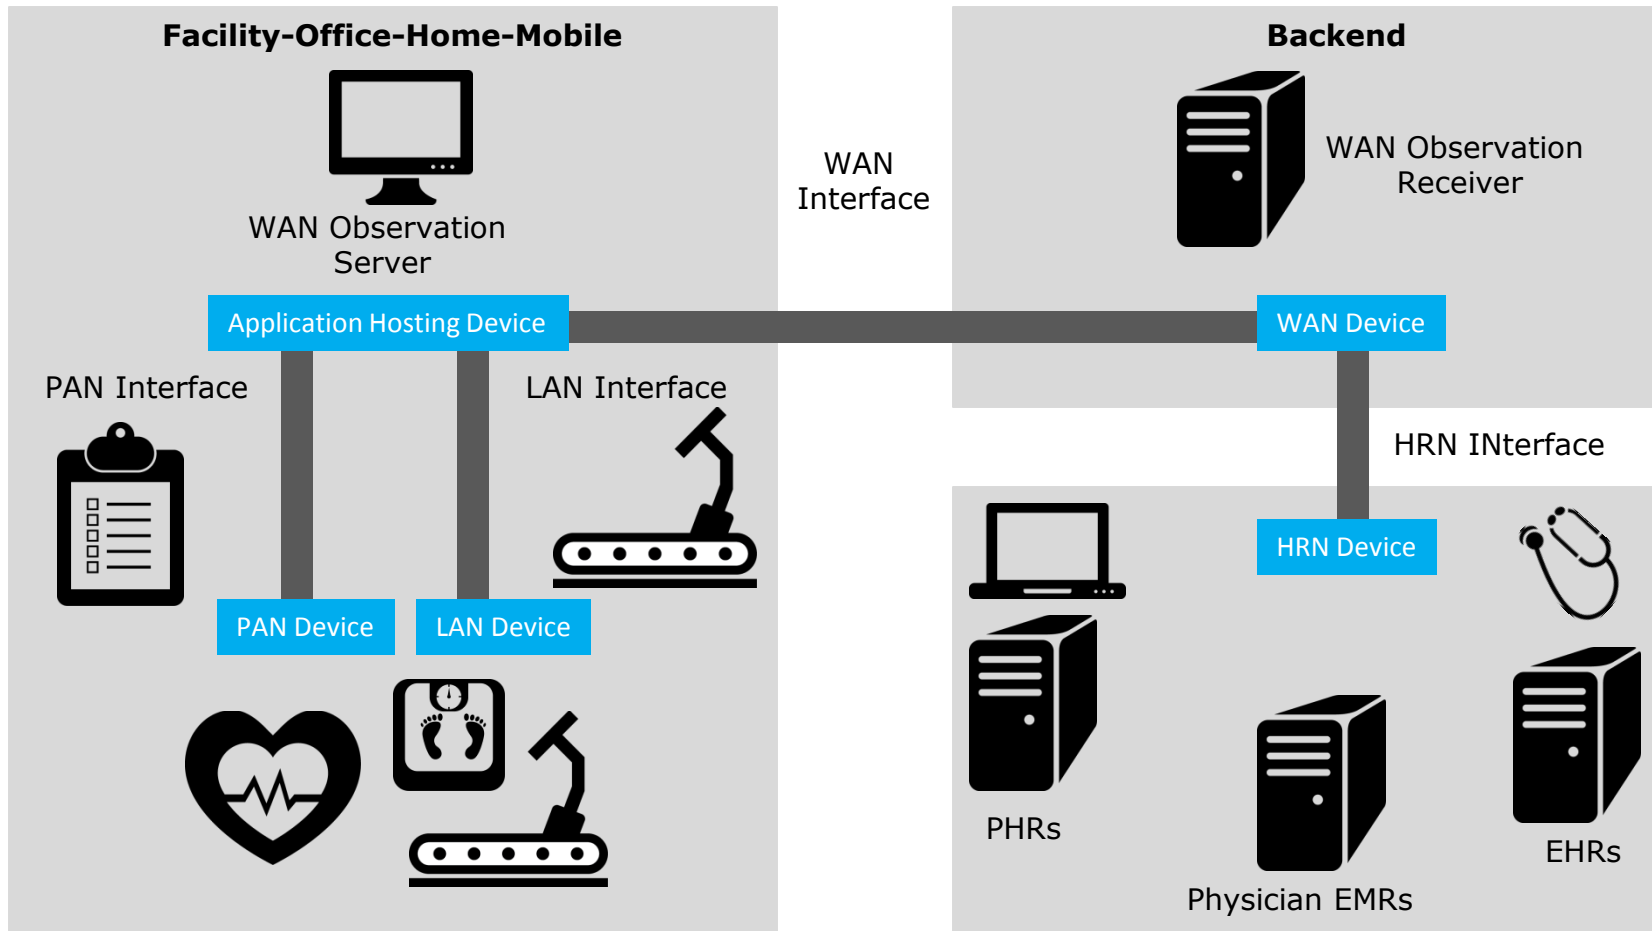 Facility-Office-Home-Mobile
WAN Observation
Server
Application Hosting Device
PAN Interface
LAN Interface
PAN Device
LAN Device
WAN
Interface
Backend
WAN Observation
Receiver
WAN Device
HRN INterface
HRN Device
PHRs
Physician EMRs
EHRs